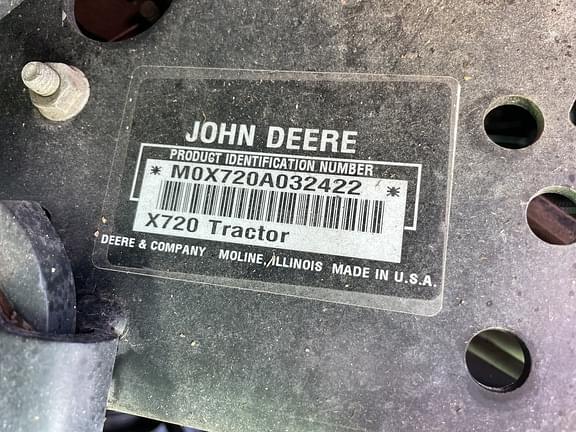 JOHN DEERE
PRODUCT IDENTIFICATION NUMBER
* M0X720A032422 *
X720 Tractor
DEERE & COMPANY MOLINE, ILLINOIS MADE IN U.S.A.